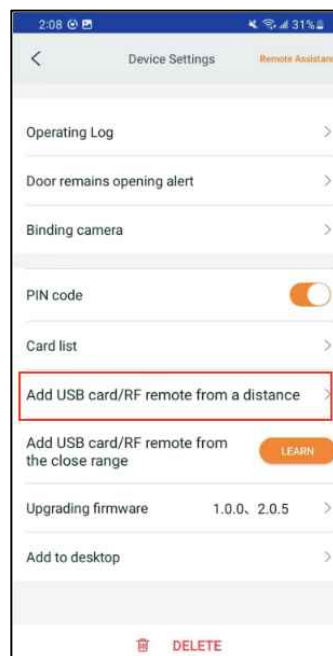 2:08 31%
Device Settings
Remote Assistanc
Operating Log
Door remains opening alert
Binding camera
PIN code
Card list
Add USB card/RF remote from a distance
Add USB card/RF remote from
the close range
LEARN
Upgrading firmware 1.0.0、2.0.5
Add to desktop
DELETE